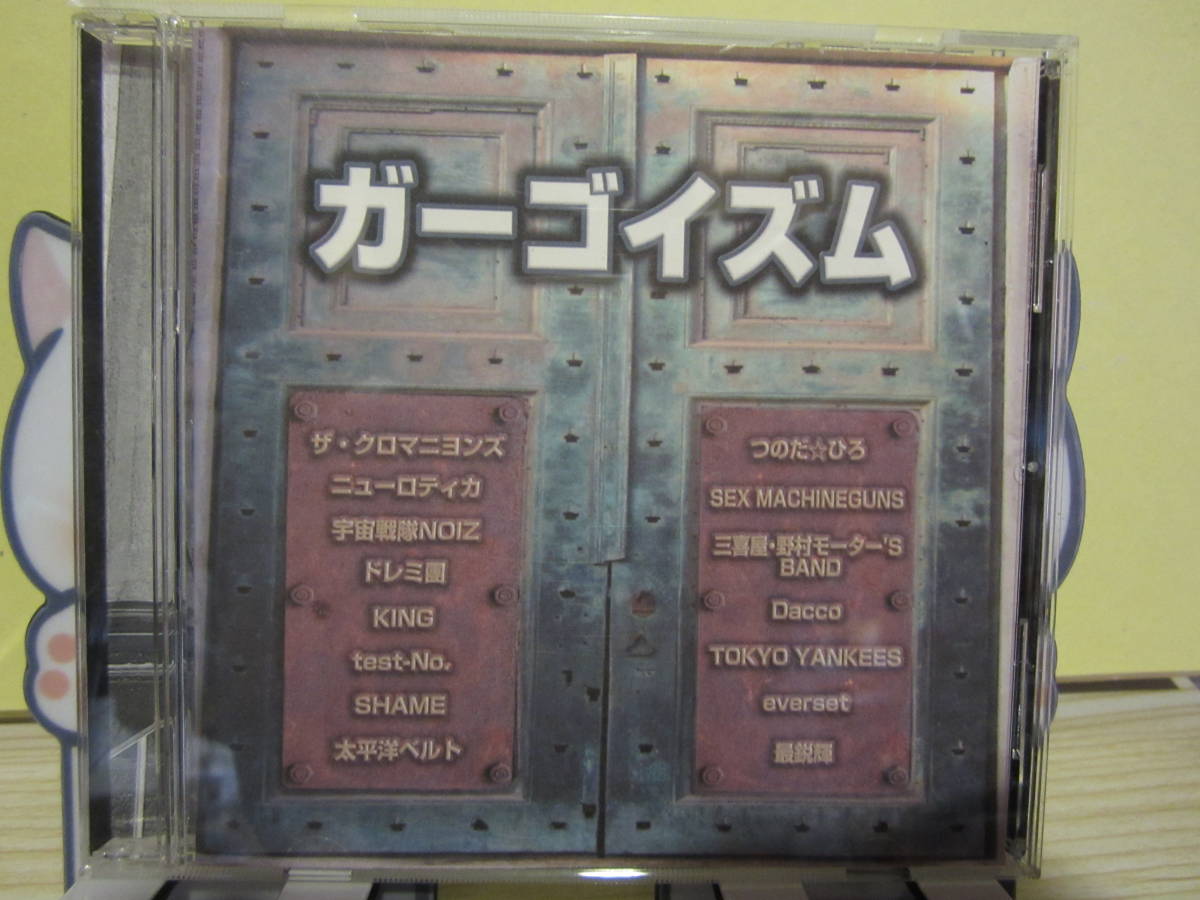 ガーゴイズム
ザ・クロマニヨンズ
ニューロティカ
宇宙戦隊NOIZ
ドレミ團
KING
test-No.
SHAME
太平洋ベルト
つのだ☆ひろ
SEX MACHINEGUNS
三喜屋・野村モーター'S
BAND
Dacco
TOKYO YANKEES
everset
最鋭輝